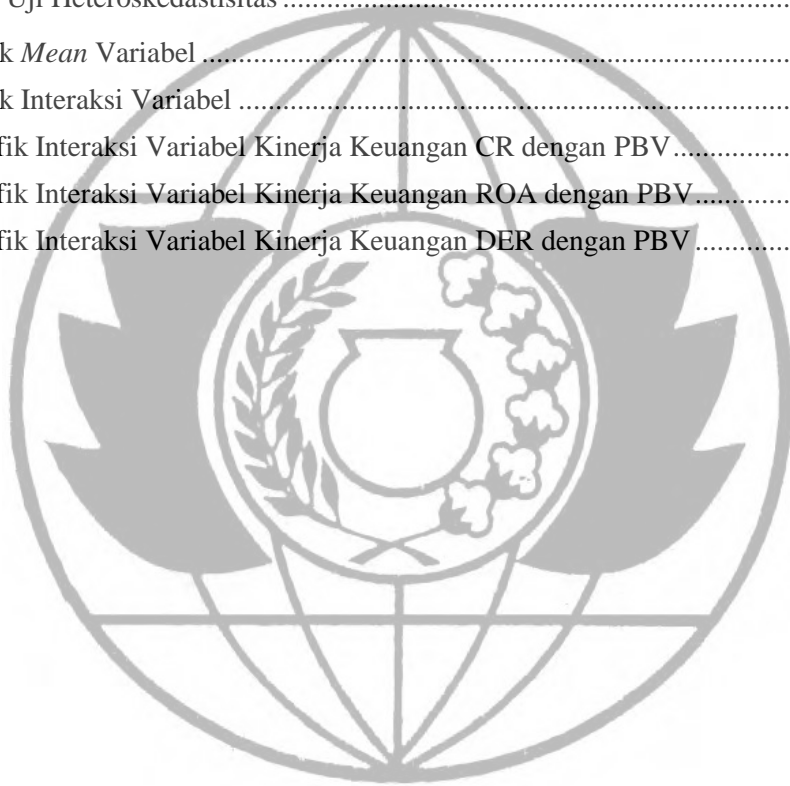 Uji Heteroskedastisitas ..........................................................................
k Mean Variabel ......................................................................................
k Interaksi Variabel ................................................................................
fik Interaksi Variabel Kinerja Keuangan CR dengan PBV.................
fik Interaksi Variabel Kinerja Keuangan ROA dengan PBV..............
fik Interaksi Variabel Kinerja Keuangan DER dengan PBV..............